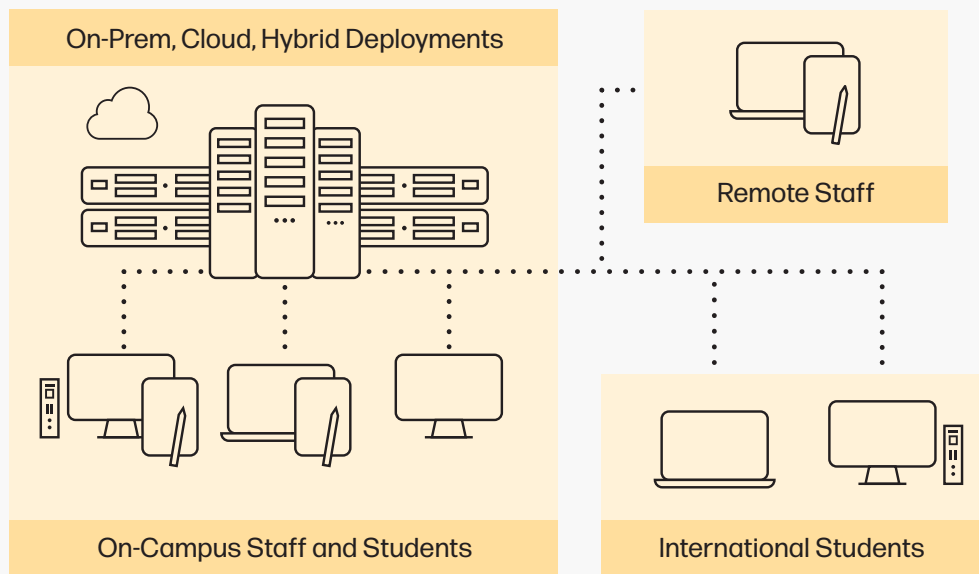 On-Prem, Cloud, Hybrid Deployments
Remote Staff
On-Campus Staff and Students
International Students